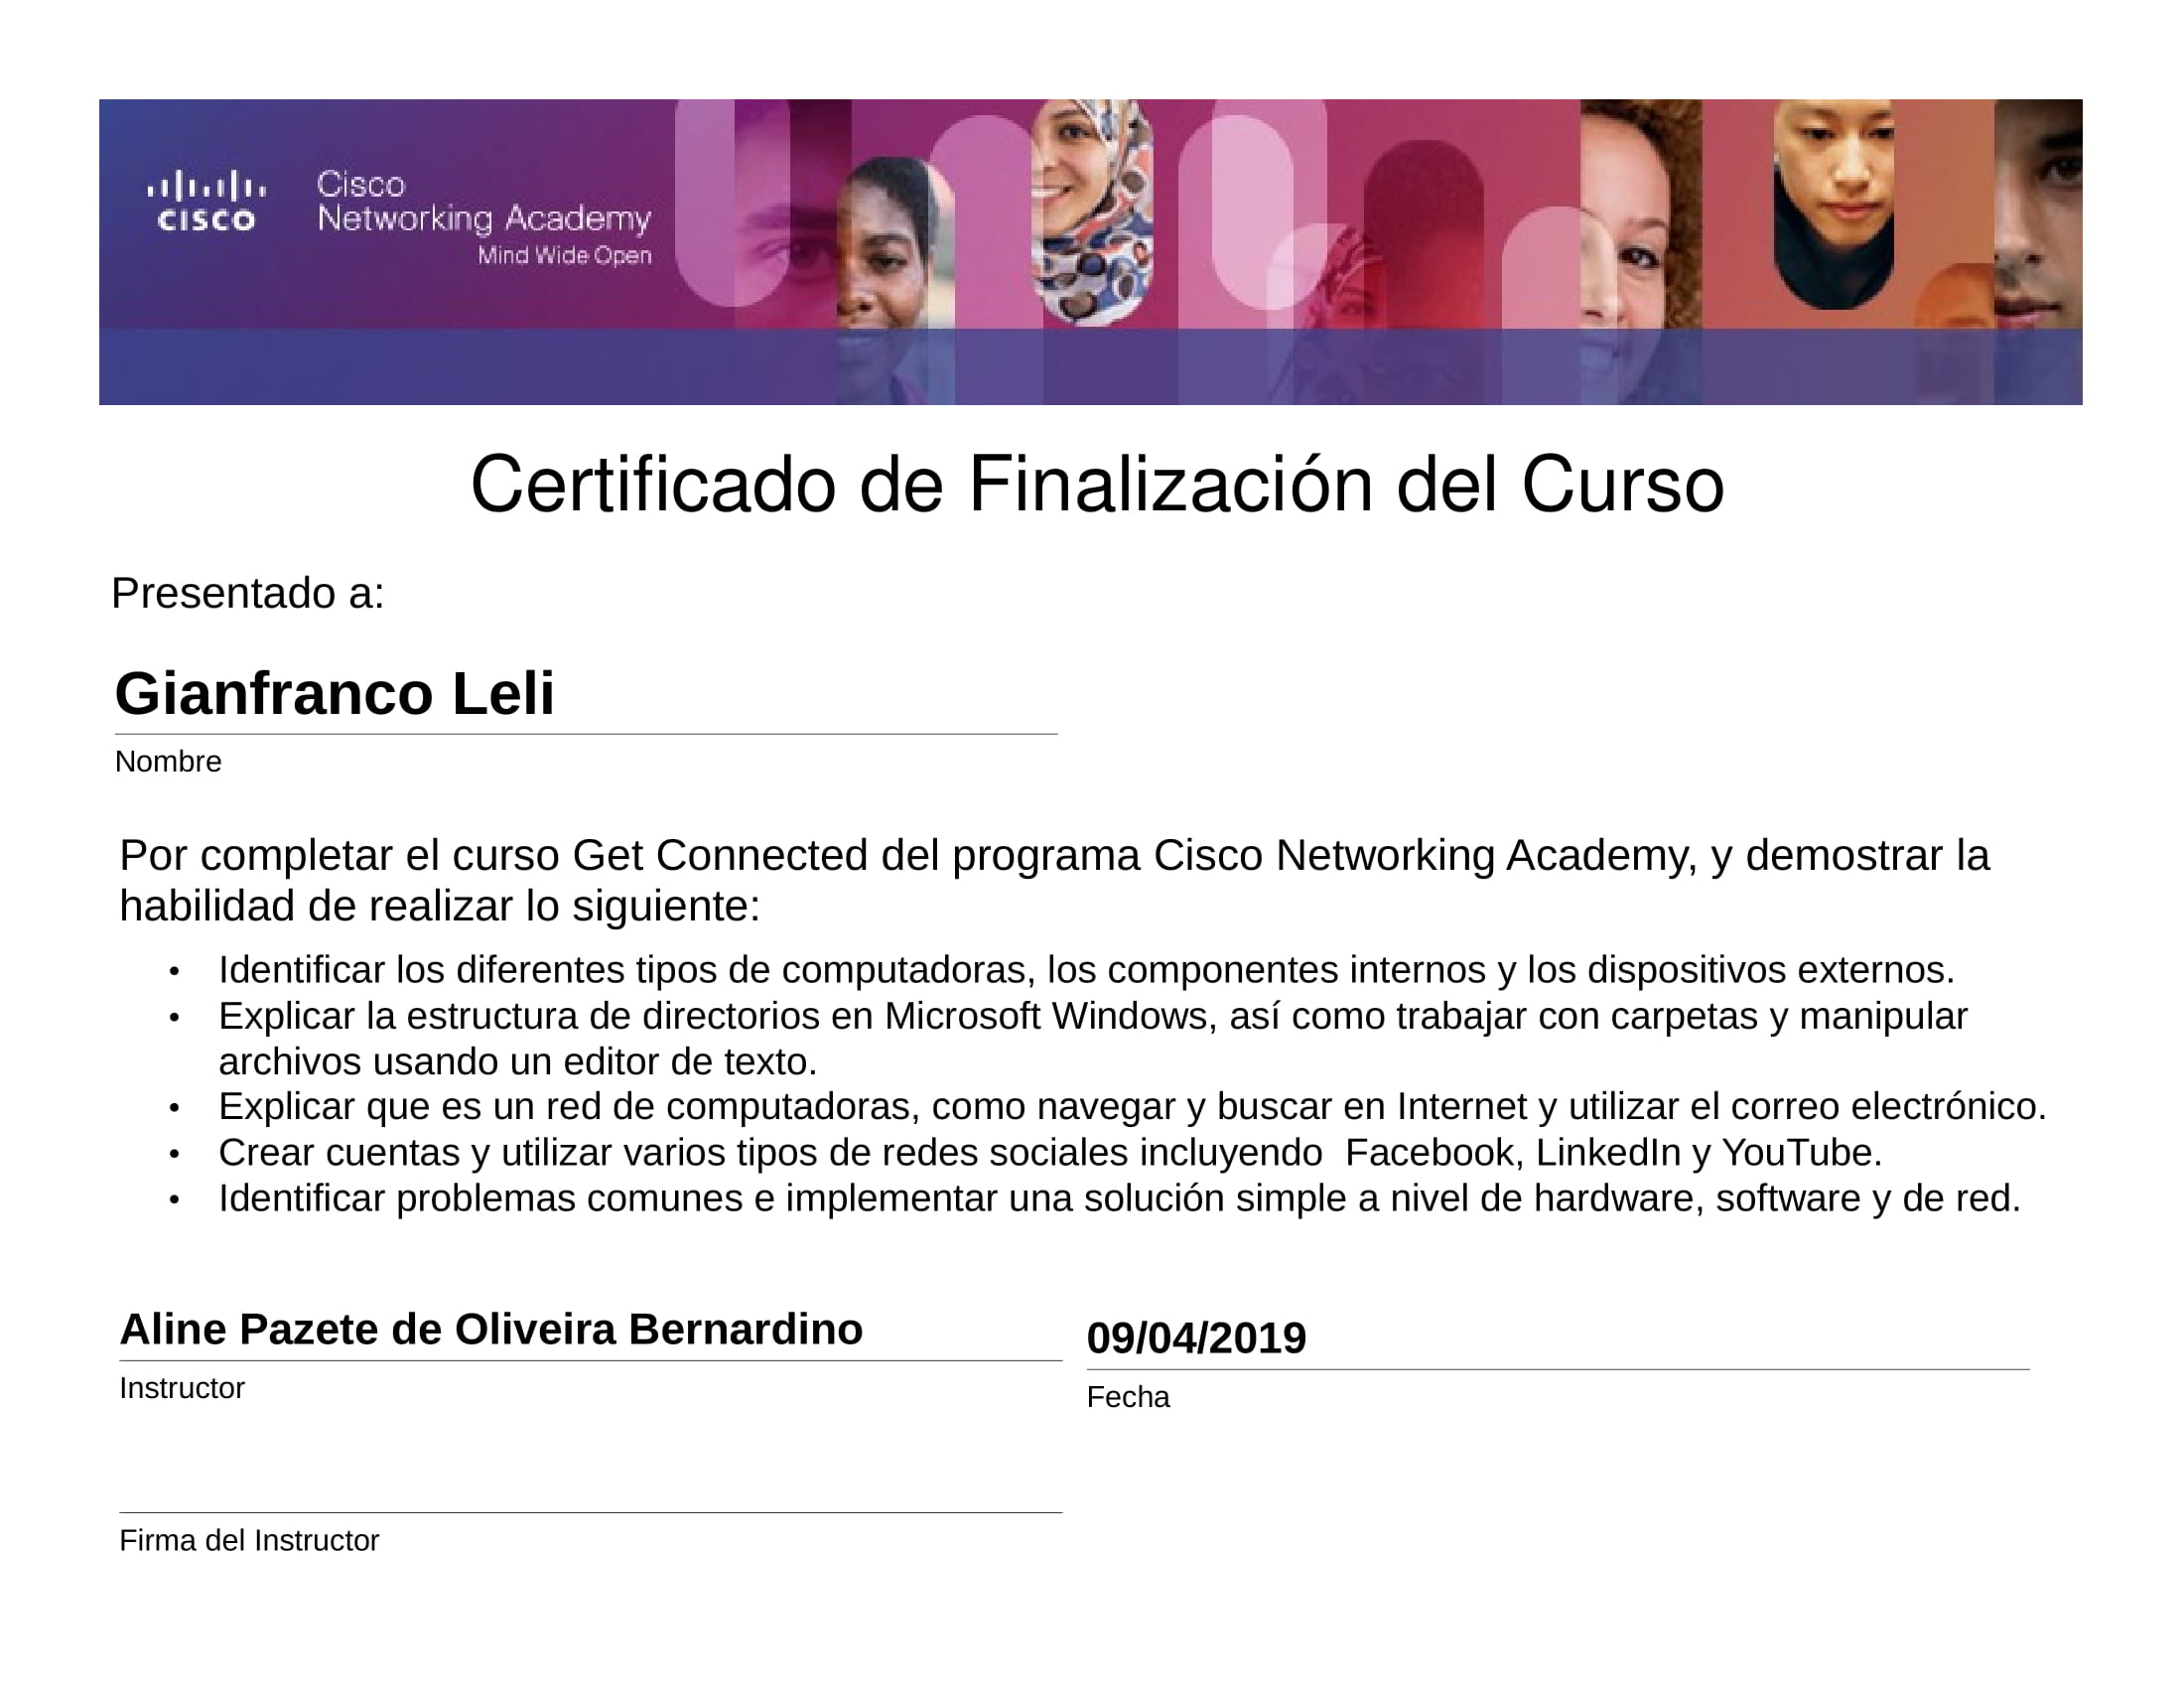 cisco
Cisco
Networking Academy
Mind Wide Open
Certificado de Finalización del Curso
Presentado a:
Gianfranco Leli
Nombre
Por completar el curso Get Connected del programa Cisco Networking Academy, y demostrar la
habilidad de realizar lo siguiente:
• Identificar los diferentes tipos de computadoras, los componentes internos y los dispositivos externos.
• Explicar la estructura de directorios en Microsoft Windows, así como trabajar con carpetas y manipular
archivos usando un editor de texto.
• Explicar que es un red de computadoras, como navegar y buscar en Internet y utilizar el correo electrónico.
• Crear cuentas y utilizar varios tipos de redes sociales incluyendo  Facebook, LinkedIn y YouTube.
• Identificar problemas comunes e implementar una solución simple a nivel de hardware, software y de red.
Aline Pazete de Oliveira Bernardino
09/04/2019
Instructor
Fecha
Firma del Instructor